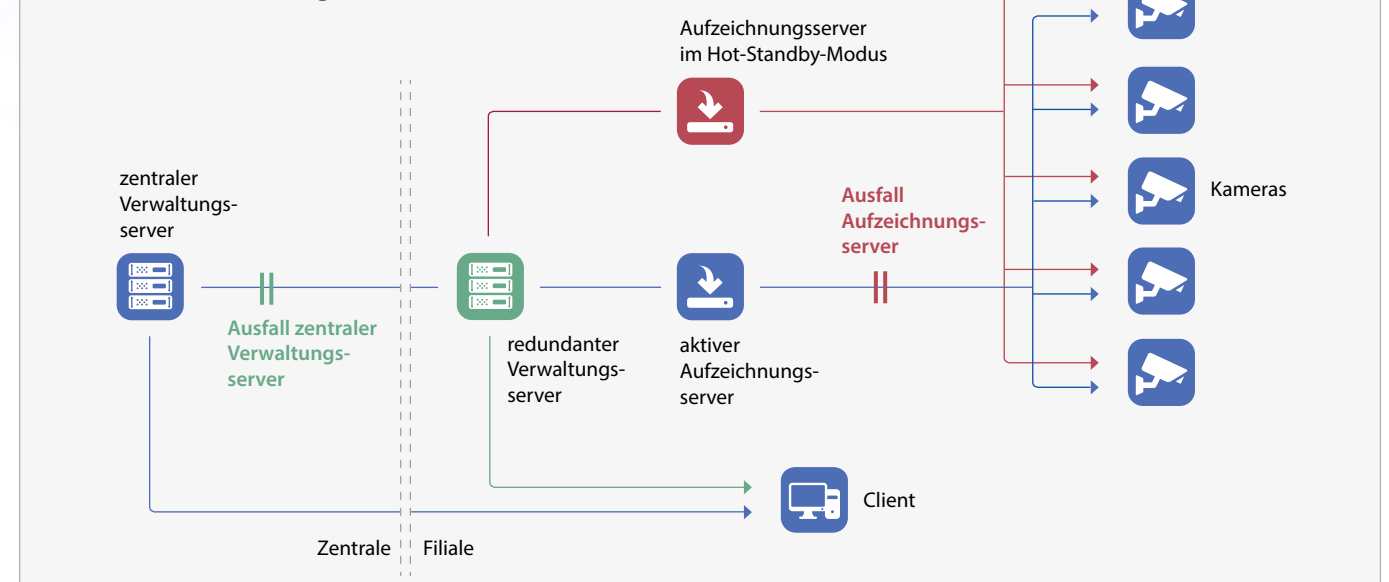 Aufzeichnungsserver
im Hot-Standby-Modus
zentraler
Verwaltungs-
server
Ausfall
Aufzeichnungs-
server
Kameras
Ausfall zentraler
Verwaltungs-
server
redundanter
Verwaltungs-
server
aktiver
Aufzeichnungs-
server
Client
Zentrale
Filiale